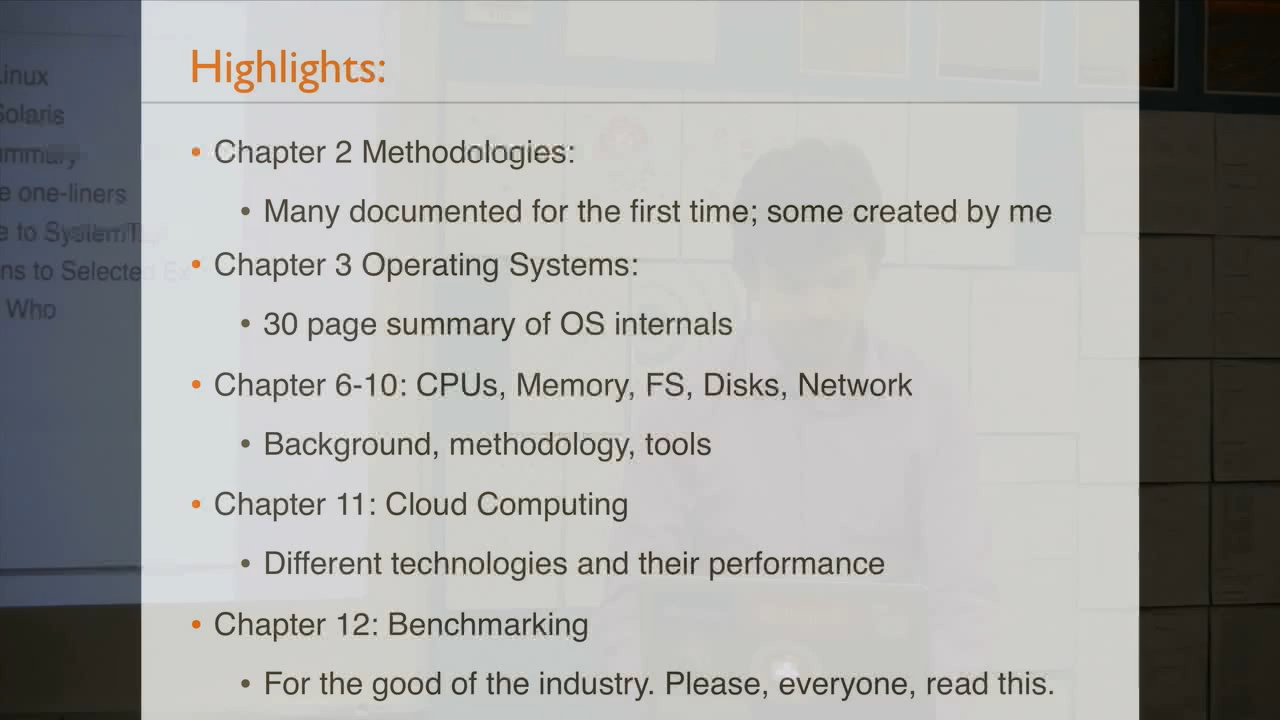 Highlights:
• Chapter 2 Methodologies:
• Many documented for the first time; some created by me
• Chapter 3 Operating Systems:
• 30 page summary of OS internals
• Chapter 6-10: CPUs, Memory, FS, Disks, Network
• Background, methodology, tools
• Chapter 11: Cloud Computing
• Different technologies and their performance
• Chapter 12: Benchmarking
• For the good of the industry. Please, everyone, read this.
Linux
Solaris
one-liners
to
to Selected
Who